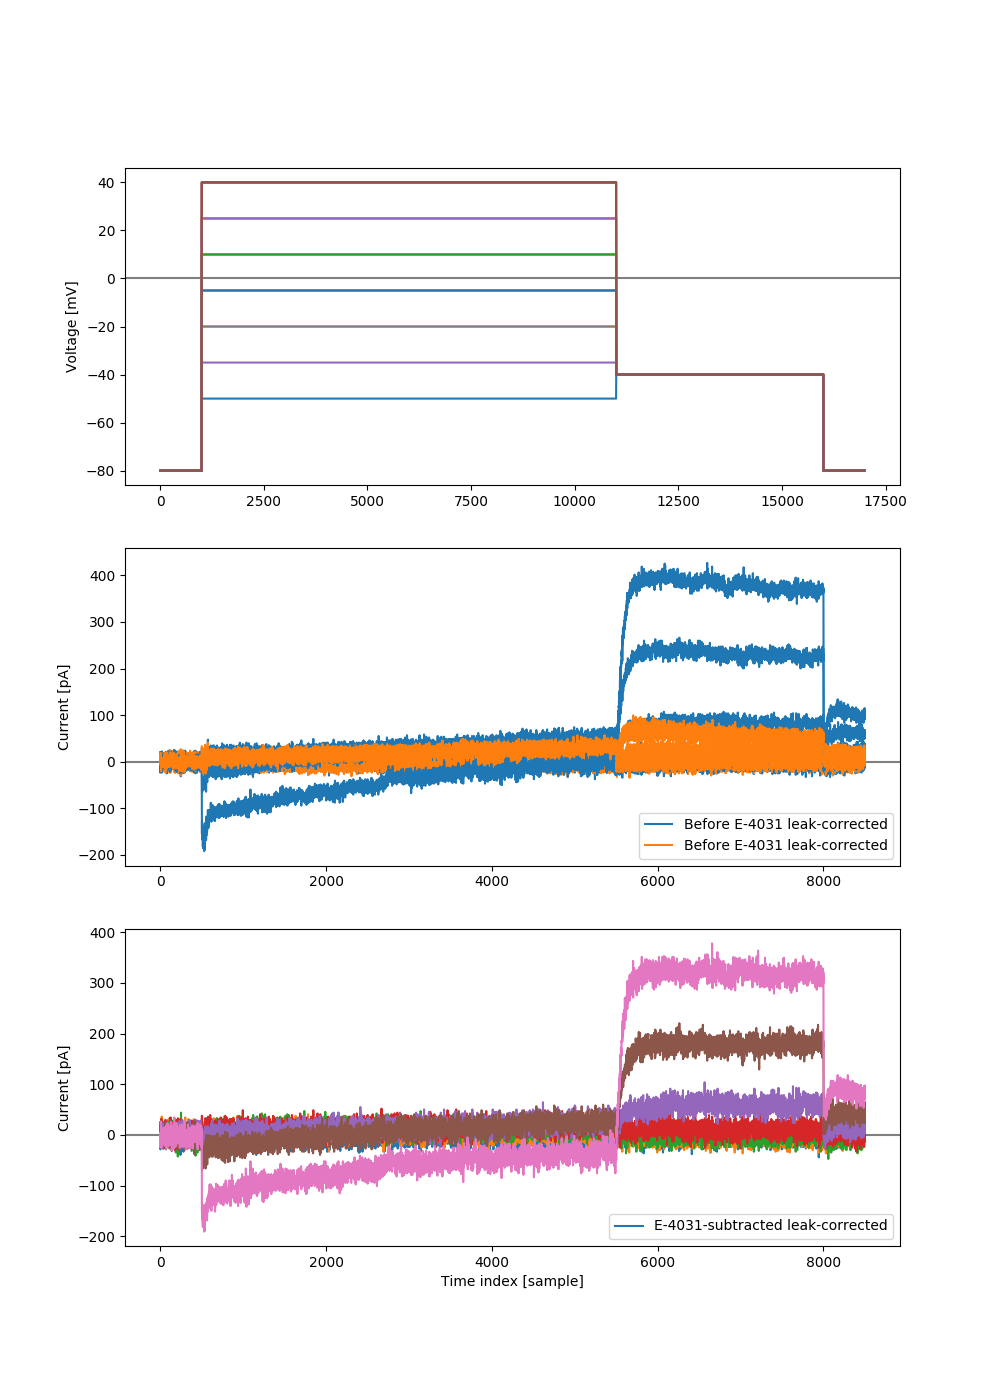 40
20
0
−20
−40
−60
−80
Voltage [mV]
0 2500 5000 7500 10000 12500 15000 17500
400
300
200
100
0
−100
−200
Current [pA]
Before E-4031 leak-corrected
Before E-4031 leak-corrected
0 2000 4000 6000 8000
400
300
200
100
0
−100
−200
Current [pA]
E-4031-subtracted leak-corrected
0 2000 4000 6000 8000
Time index [sample]